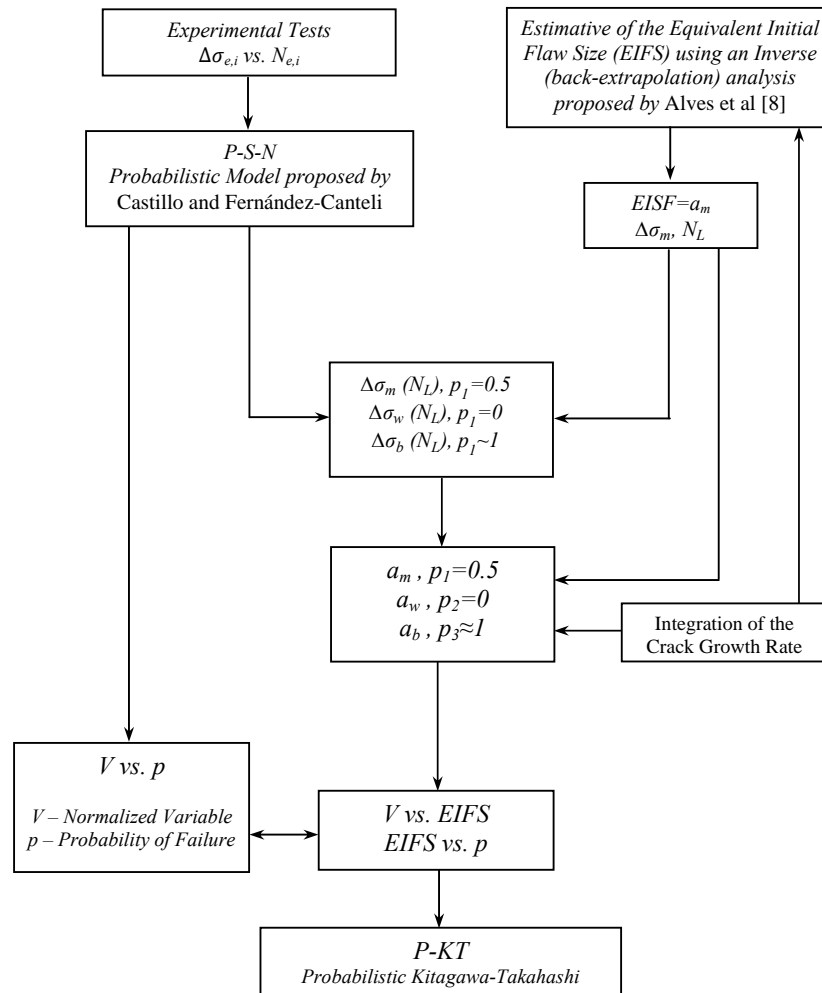 Experimental Tests
Δσe,i vs. Ne,i
Estimative of the Equivalent Initial
Flaw Size (EIFS) using an Inverse
(back-extrapolation) analysis
proposed by Alves et al [8]
P-S-N
Probabilistic Model proposed by
Castillo and Fernández-Canteli
EISF=am
Δσm, NL
Δσm (NL), p1=0.5
Δσw (NL), p1=0
Δσb (NL), p1~1
am , p1=0.5
aw , p2=0
ab , p3≈1
Integration of the
Crack Growth Rate
V vs. p
V – Normalized Variable
p – Probability of Failure
V vs. EIFS
EIFS vs. p
P-KT
Probabilistic Kitagawa-Takahashi